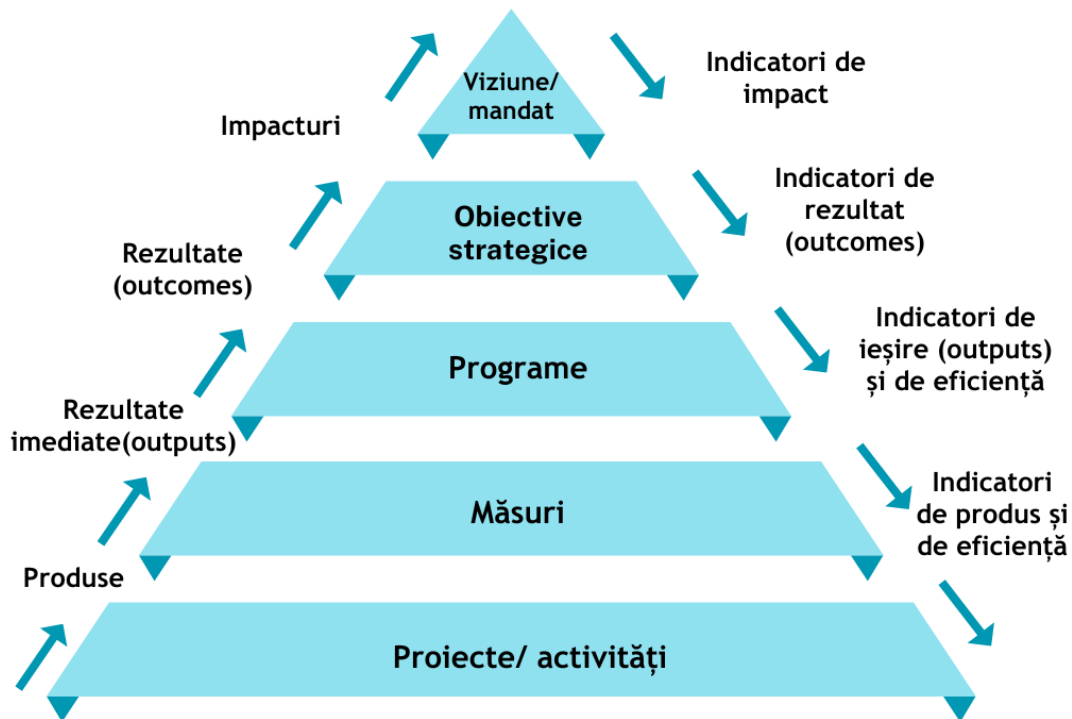 Viziune/
mandat
Indicatori de
impact
Impacturi
Indicatori de
rezultat
(outcomes)
Obiective
strategice
Rezultate
(outcomes)
Indicatori de
ieșire (outputs)
și de eficiență
Programe
Rezultate
imediate(outputs)
Indicatori
de produs și
de eficiență
Măsuri
Produse
Proiecte/ activități